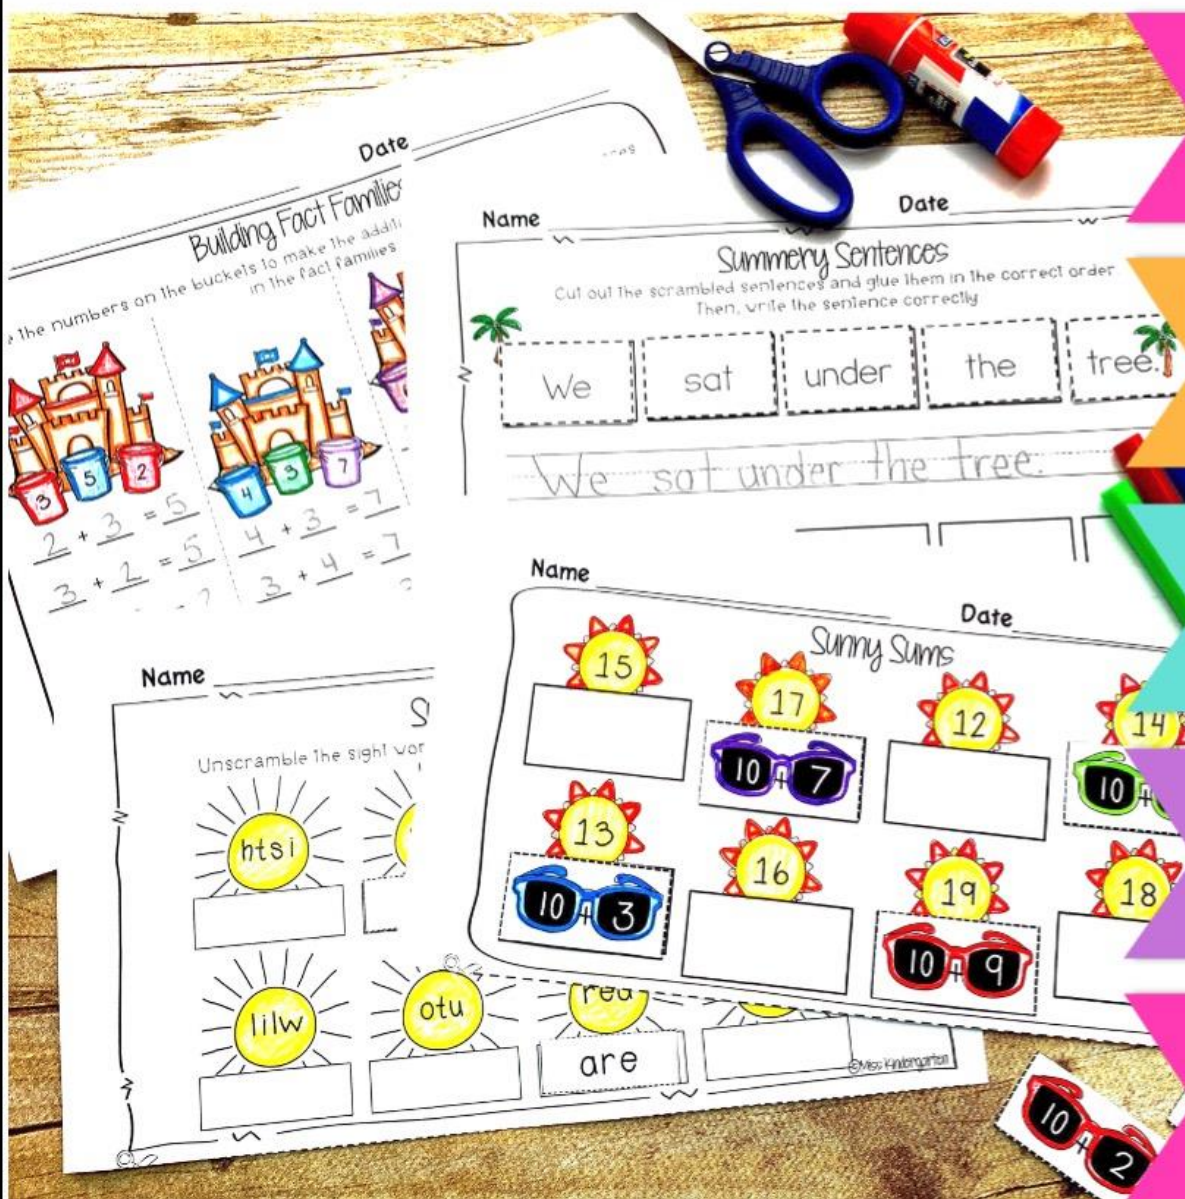 Date
Building Fact Families
the numbers on the buckets to make the additi
in the fact families
3 5 2
4 3 7
2 + 3 = 5
3 + 2 = 5
4 + 3 = 7
3 + 4 = 7
Name Date
Summery Sentences
Cut out the scrambled sentences and glue them in the correct order
Then, write the sentence correctly
We sat under the tree.
We sat under the tree.
Name Date
Sunny Sums
15 17 12 14
10 + 7 10 +
13 16 19 18
10 + 3 10 + 9
Name
S
Unscramble the sight wor
htsi
lilw otu
are
©Miss Kindergarten
10 + 2